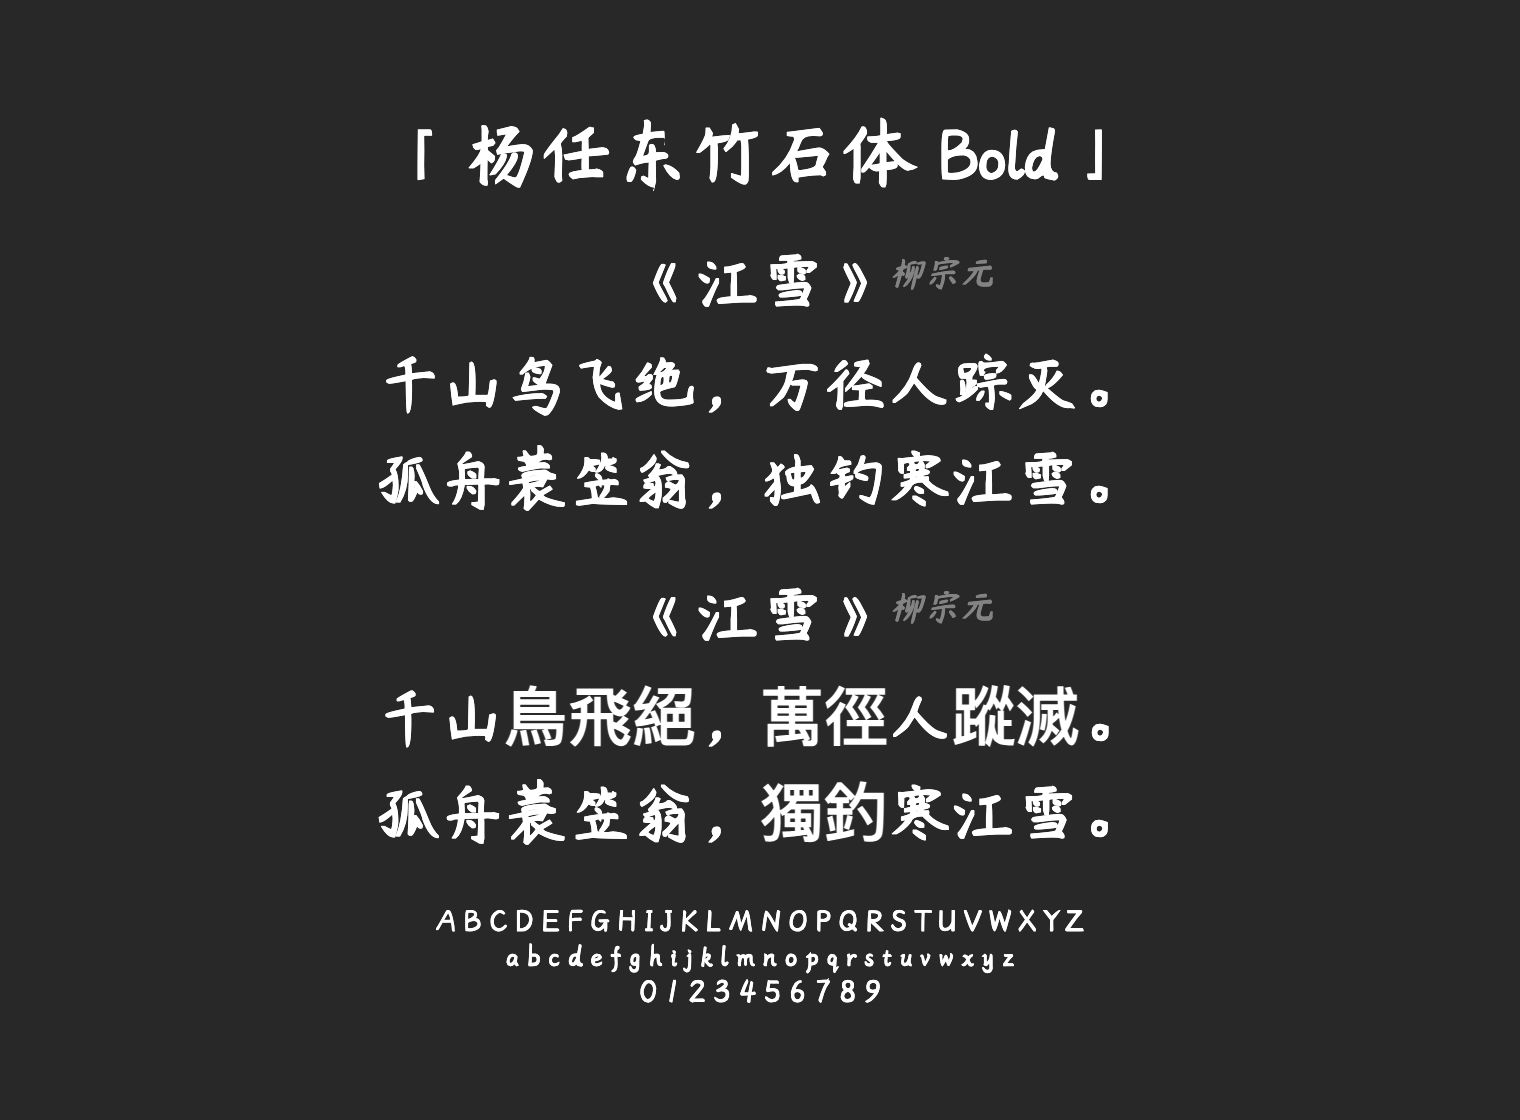 「 杨任东竹石体 Bold 」
《 江雪 》 柳宗元
千山鸟飞绝，万径人踪灭。
孤舟蓑笠翁，独钓寒江雪。
《 江雪 》 柳宗元
千山鳥飛絕，萬徑人蹤滅。
孤舟蓑笠翁，獨釣寒江雪。
ABCDEFGHIJKLMNOPQRSTUVWXYZ
abcdefghijklmnopqrstuvwxyz
0123456789